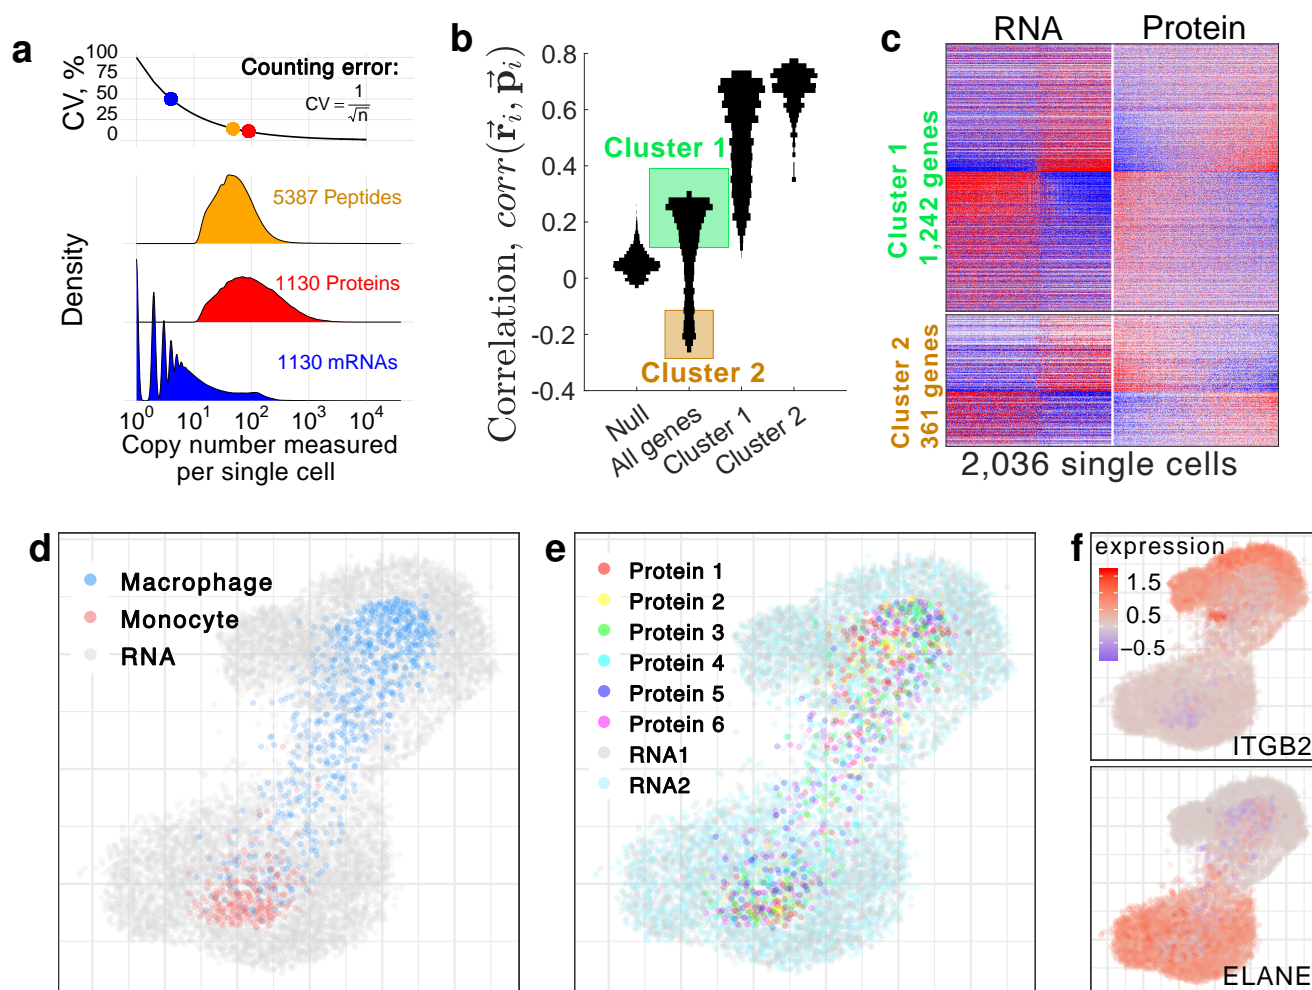 a
CV, %
100
75
50
25
0
Counting error:
CV = 1/√n
5387 Peptides
1130 Proteins
1130 mRNAs
Density
10^0 10^1 10^2 10^3 10^4
Copy number measured
per single cell
b
Correlation, corr(r⃗_i, p⃗_i)
0.8
0.6
0.4
0.2
0
-0.2
-0.4
Cluster 1
Cluster 2
Null
All genes
Cluster 1
Cluster 2
c
RNA Protein
Cluster 1
1,242 genes
Cluster 2
361 genes
2,036 single cells
d
Macrophage
Monocyte
RNA
e
Protein 1
Protein 2
Protein 3
Protein 4
Protein 5
Protein 6
RNA1
RNA2
f
expression
1.5
0.5
−0.5
ITGB2
ELANE